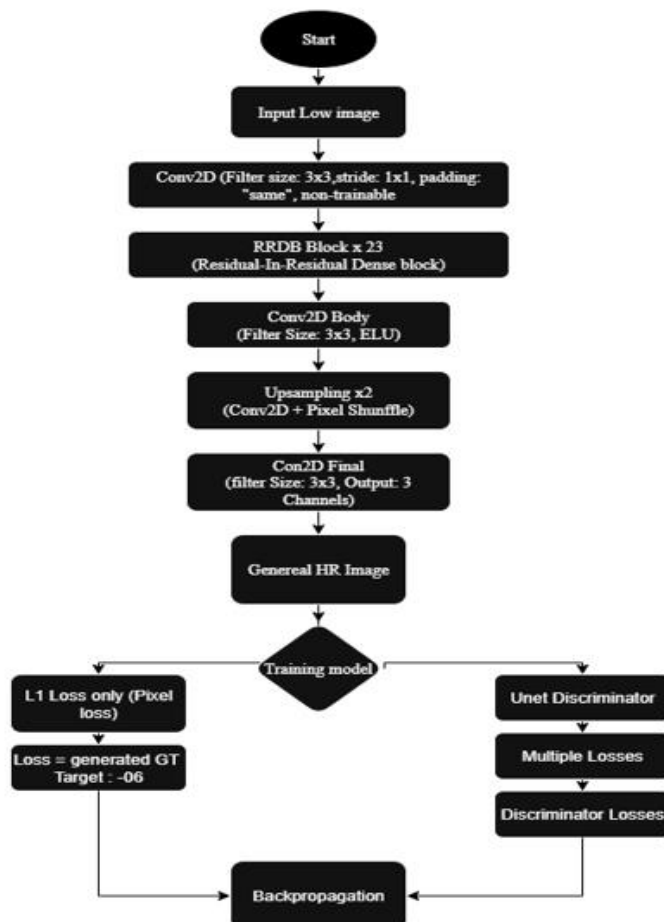 Start
Input Low image
Conv2D (Filter size: 3x3,stride: 1x1, padding:
"same", non-trainable
RRDB Block x 23
(Residual-In-Residual Dense block)
Conv2D Body
(Filter Size: 3x3, ELU)
Upsampling x2
(Conv2D + Pixel Shunffle)
Con2D Final
(filter Size: 3x3, Output: 3
Channels)
Genereal HR Image
Training model
L1 Loss only (Pixel
loss)
Loss = generated GT
Target : -06
Unet Discriminator
Multiple Losses
Discriminator Losses
Backpropagation